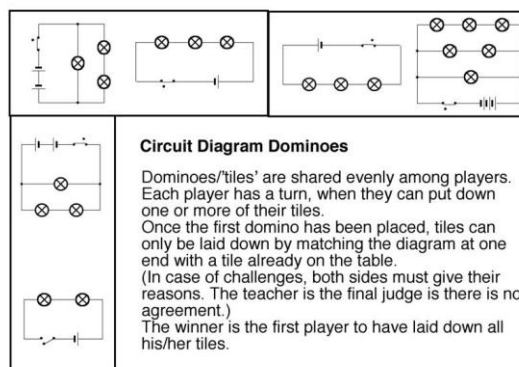 Circuit Diagram Dominoes
Dominoes/'tiles' are shared evenly among players.
Each player has a turn, when they can put down
one or more of their tiles.
Once the first domino has been placed, tiles can
only be laid down by matching the diagram at one
end with a tile already on the table.
(In case of challenges, both sides must give their
reasons. The teacher is the final judge is there is no
agreement.)
The winner is the first player to have laid down all
his/her tiles.